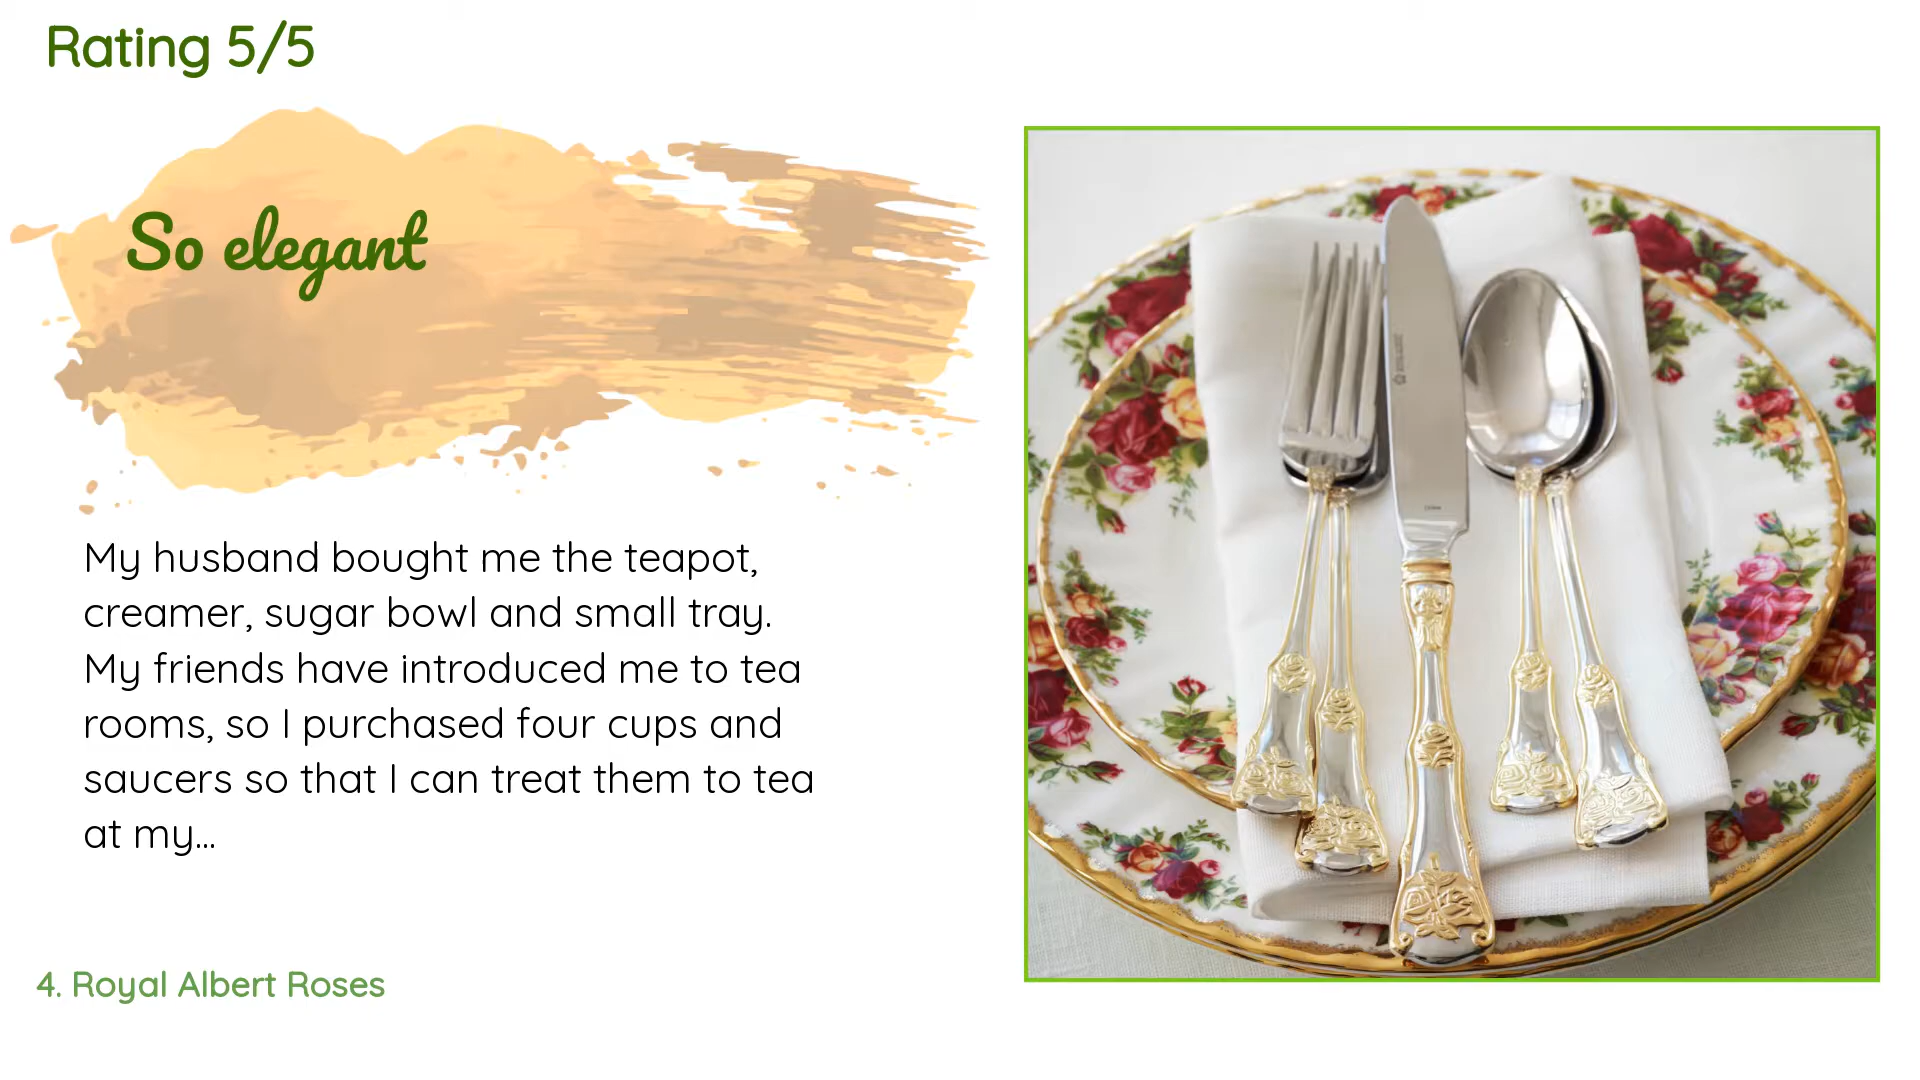 Rating 5/5
So elegant
My husband bought me the teapot,
creamer, sugar bowl and small tray.
My friends have introduced me to tea
rooms, so I purchased four cups and
saucers so that I can treat them to tea
at my...
4. Royal Albert Roses